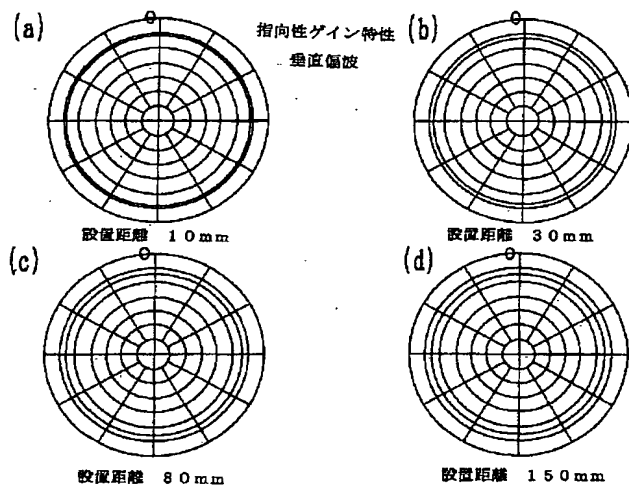 (a)
0
指向性ゲイン特性
垂直偏波
(b)
0
設置距離 10mm
設置距離 30mm
(c)
0
(d)
0
設置距離 80mm
設置距離 150mm